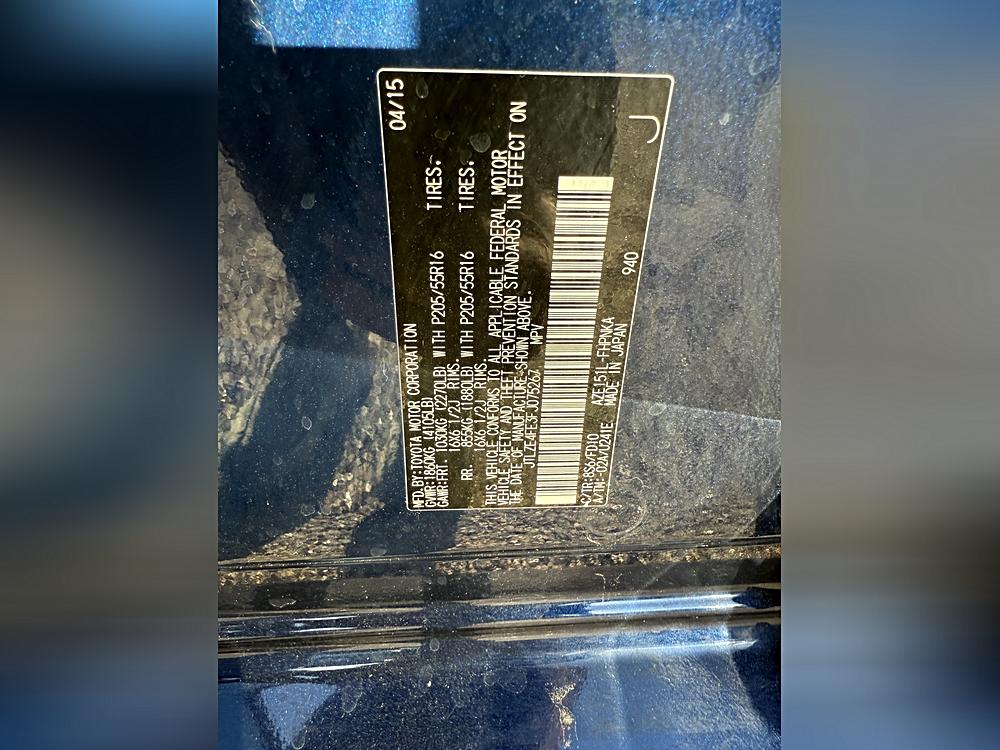 MFD.BY:TOYOTA MOTOR CORPORATION 04/15
GVWR:1860KG (4105LB)
GAWR:FRT. 1030KG (2270LB) WITH P205/55R16 TIRES.
16X6 1/2J RIMS.
RR. 855KG (1880LB) WITH P205/55R16 TIRES.
16X6 1/2J RIMS.
THIS VEHICLE CONFORMS TO ALL APPLICABLE FEDERAL MOTOR
VEHICLE SAFETY AND THEFT PREVENTION STANDARDS IN EFFECT ON
THE DATE OF MANUFACTURE SHOWN ABOVE.
JTLZE4FE3FJ075267 MPV
C/TR:8S6/FD10 AZE151L-FHPNKA
A/TM:-02A/U241E MADE IN JAPAN 940
J